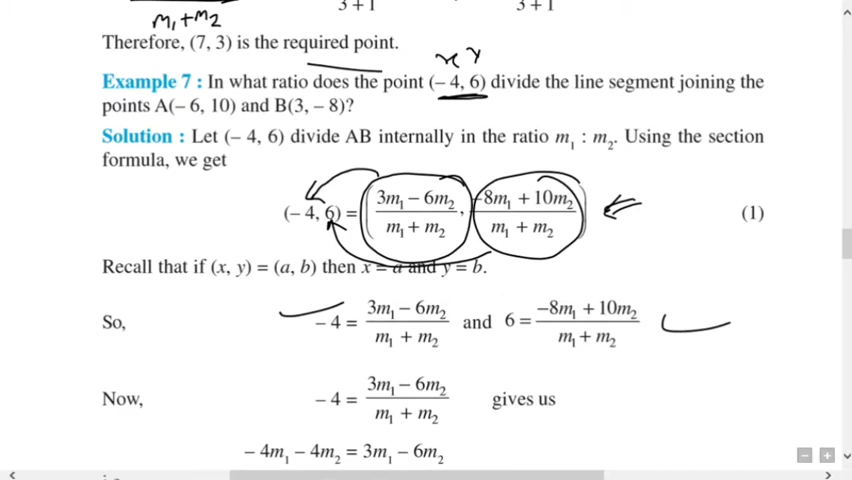 3 + 1 3 + 1
m₁+m₂
Therefore, (7, 3) is the required point.
x y
Example 7 : In what ratio does the point (– 4, 6) divide the line segment joining the
points A(– 6, 10) and B(3, – 8)?
Solution : Let (– 4, 6) divide AB internally in the ratio m₁ : m₂. Using the section
formula, we get
(– 4, 6) = ( (3m₁ − 6m₂)/(m₁ + m₂), (−8m₁ + 10m₂)/(m₁ + m₂) ) (1)
Recall that if (x, y) = (a, b) then x = a and y = b.
So, – 4 = (3m₁ − 6m₂)/(m₁ + m₂) and 6 = (−8m₁ + 10m₂)/(m₁ + m₂)
Now, – 4 = (3m₁ − 6m₂)/(m₁ + m₂) gives us
– 4m₁ – 4m₂ = 3m₁ – 6m₂